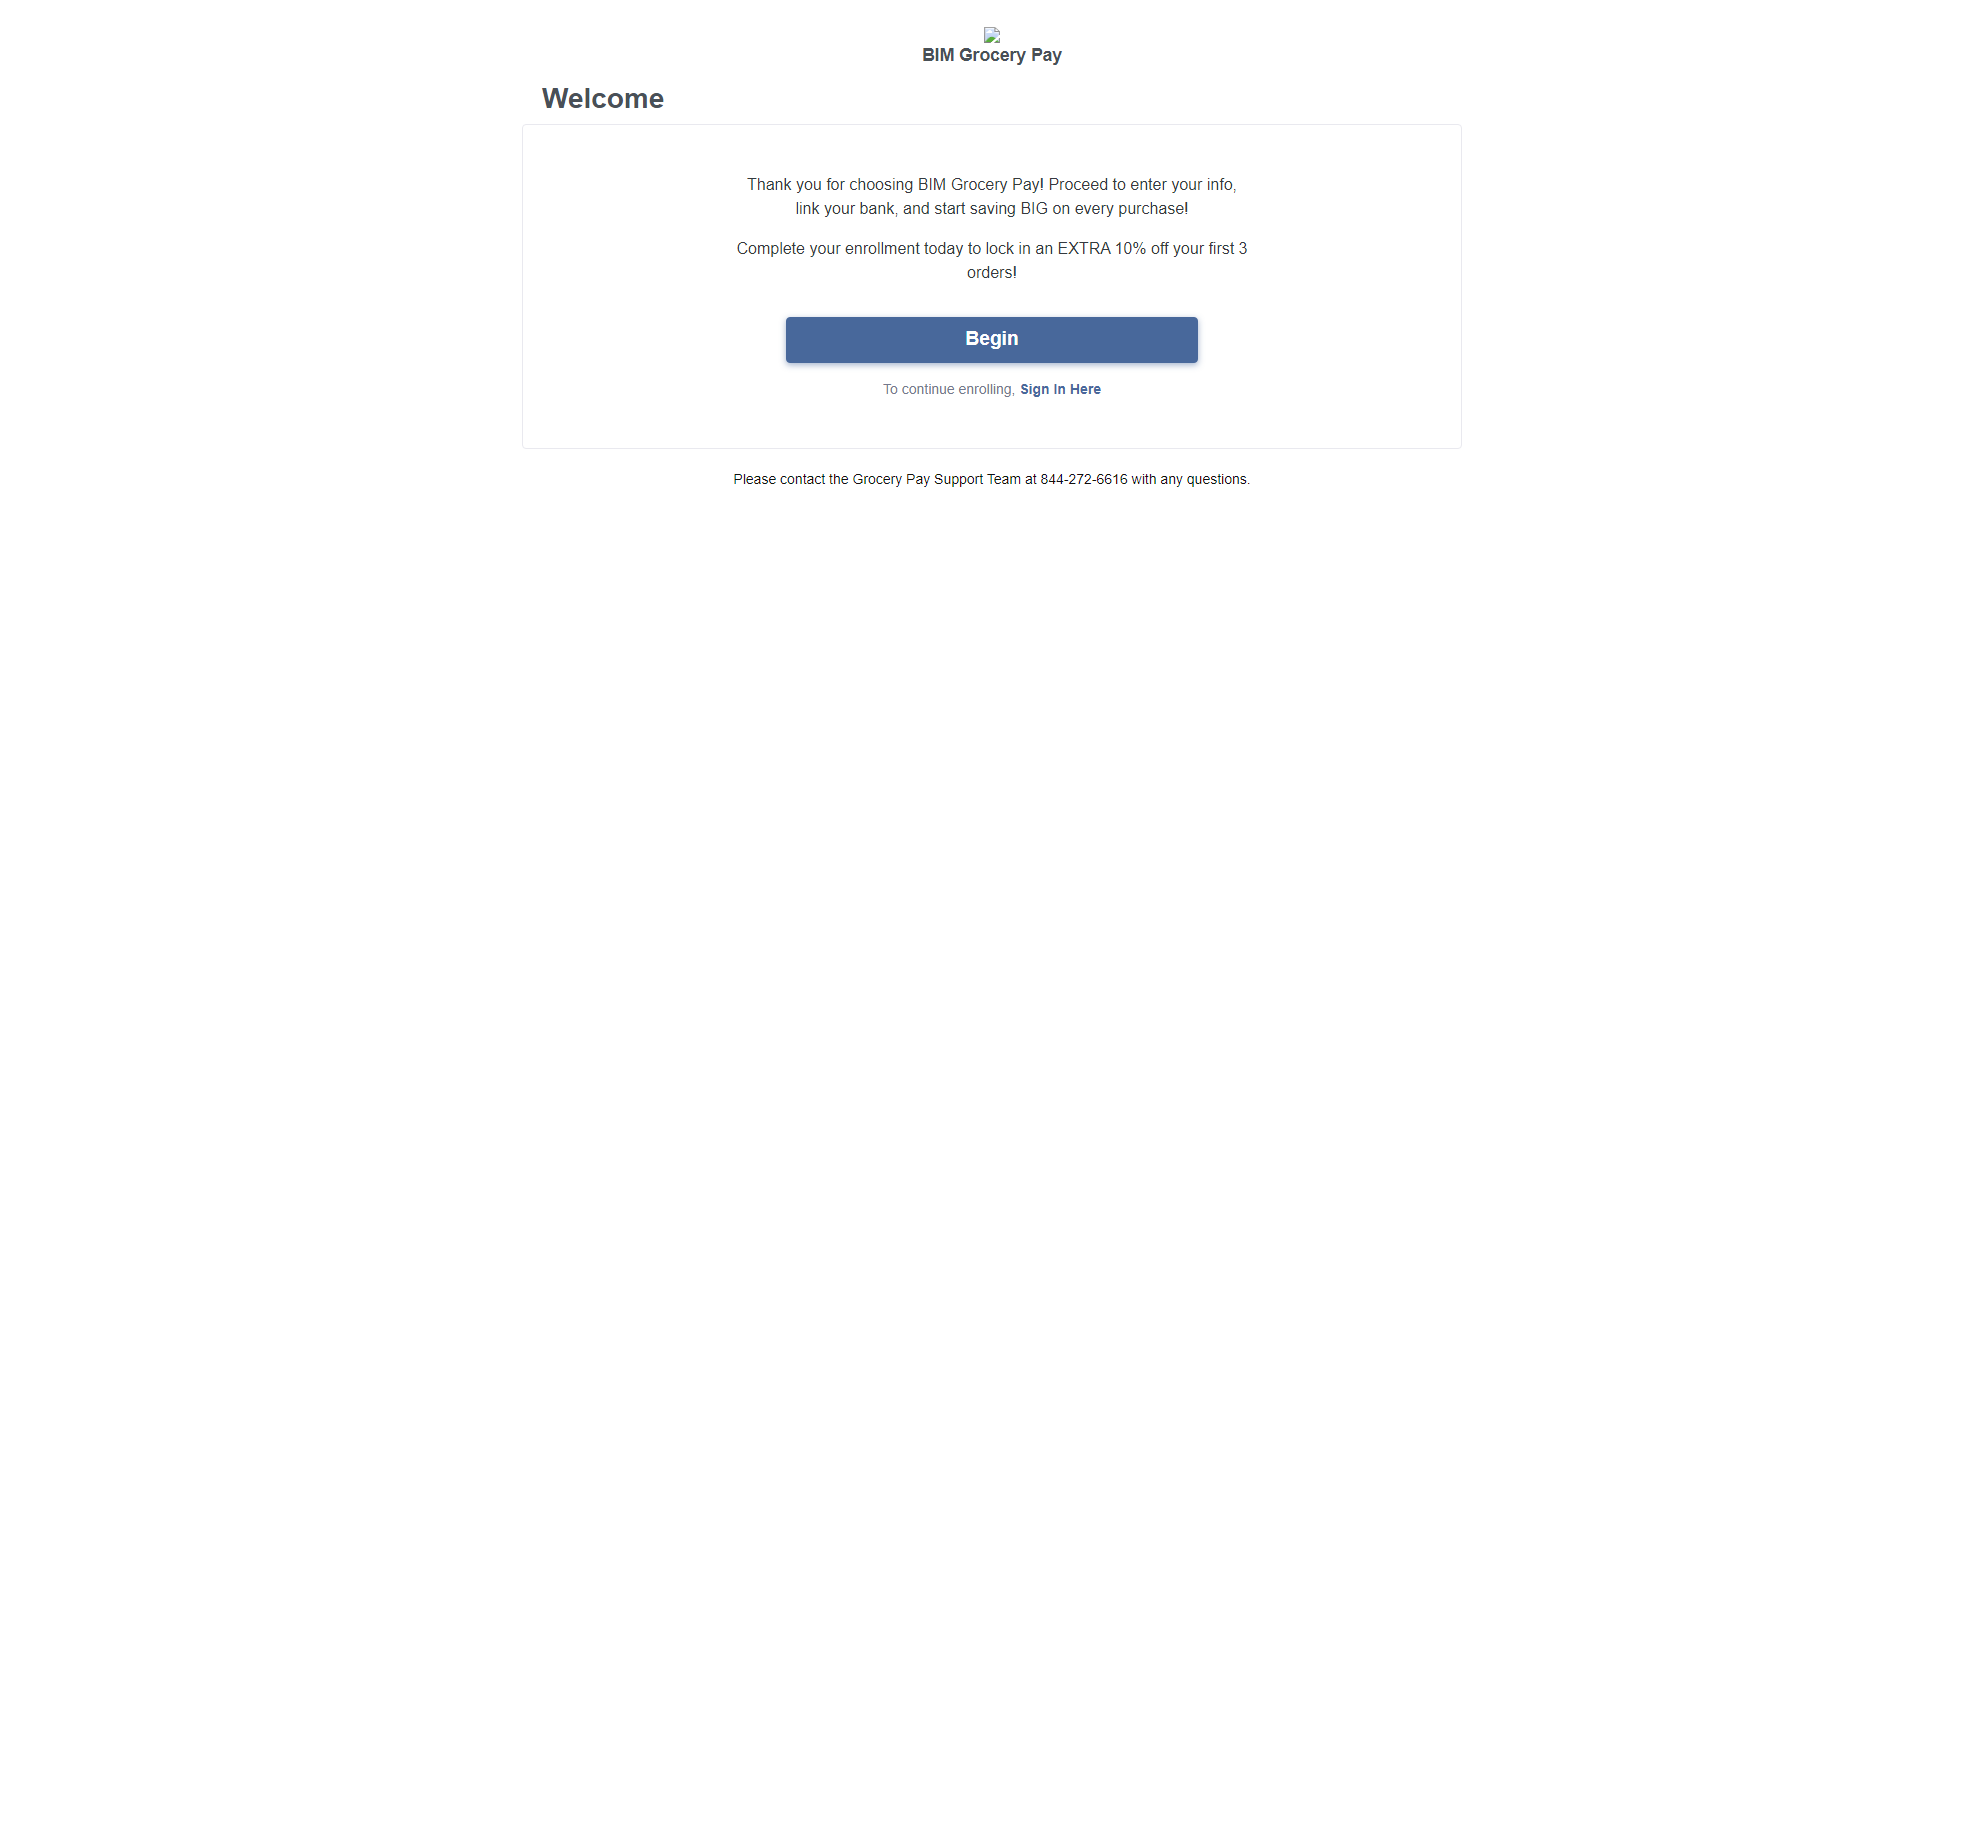 BIM Grocery Pay
Welcome
Thank you for choosing BIM Grocery Pay! Proceed to enter your info,
link your bank, and start saving BIG on every purchase!
Complete your enrollment today to lock in an EXTRA 10% off your first 3
orders!
Begin
To continue enrolling, Sign In Here
Please contact the Grocery Pay Support Team at 844-272-6616 with any questions.